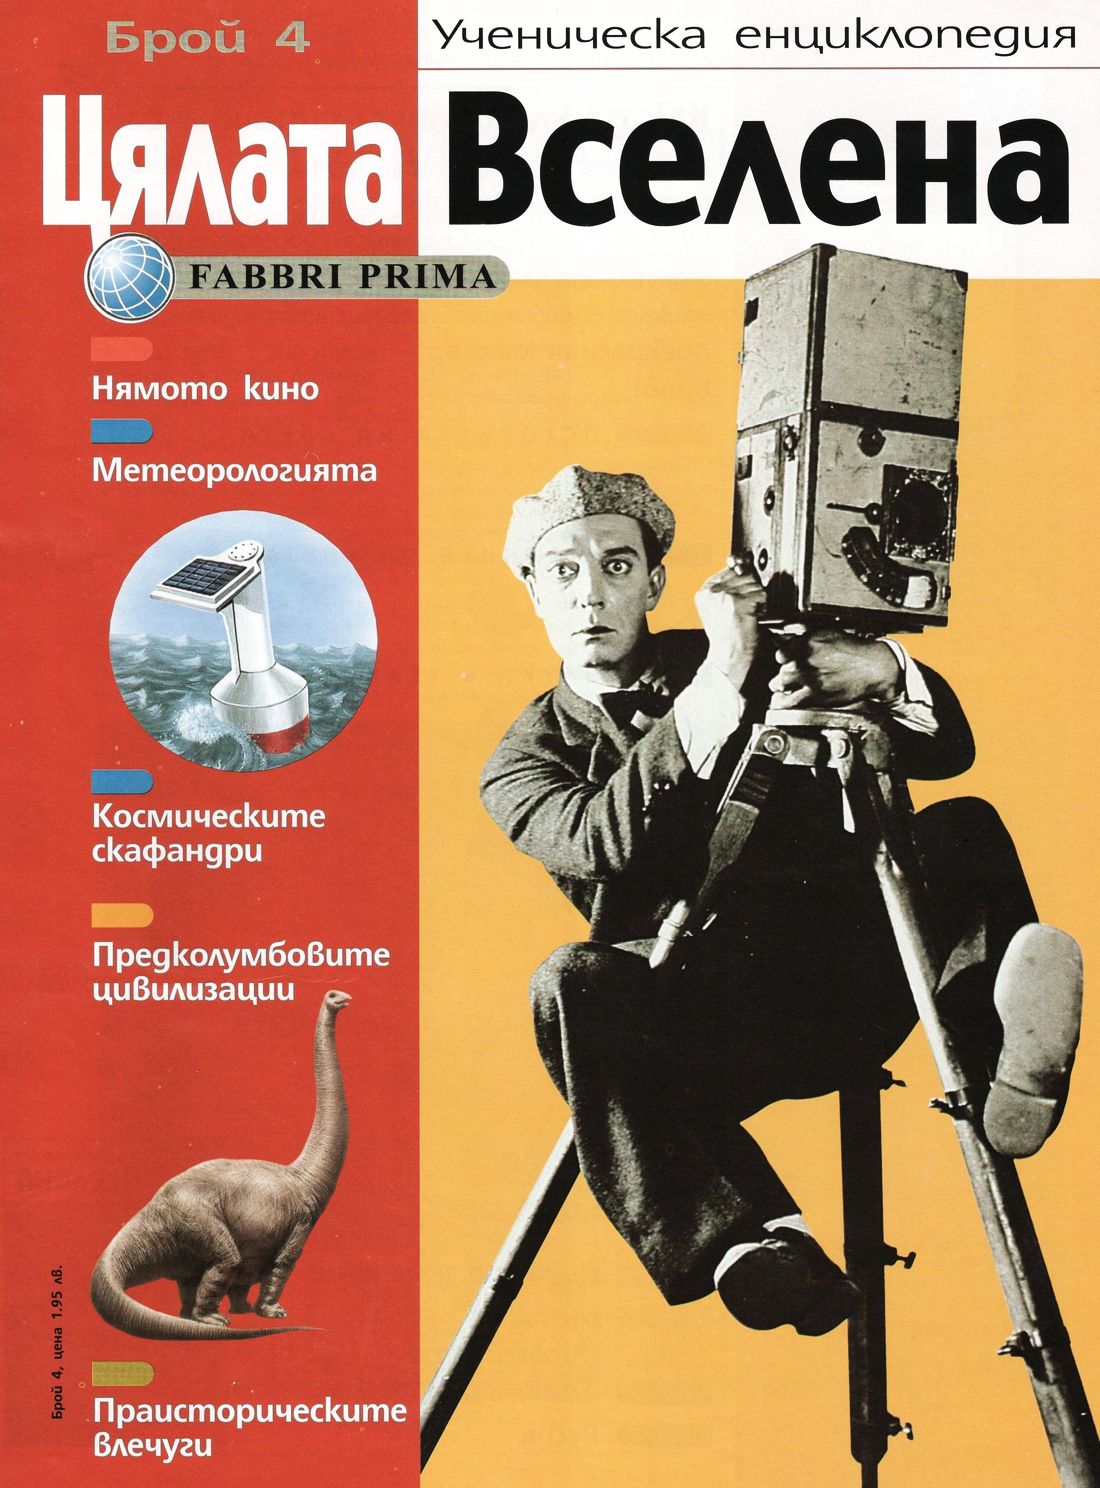 Брой 4
Ученическа енциклопедия
Цялата Вселена
FABBRI PRIMA
Нямото кино
Метеорологията
Космическите
скафандри
Предколумбовите
цивилизации
Праисторическите
влечуги
Брой 4, цена 1.95 лв.